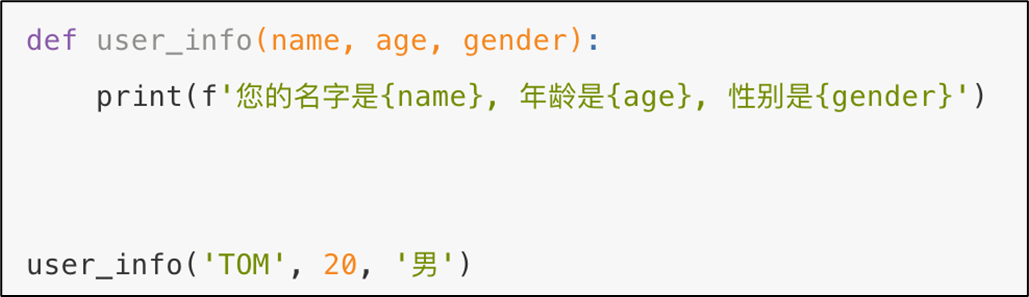 def user_info(name, age, gender):
    print(f'您的名字是{name}, 年龄是{age}, 性别是{gender}')
user_info('TOM', 20, '男')